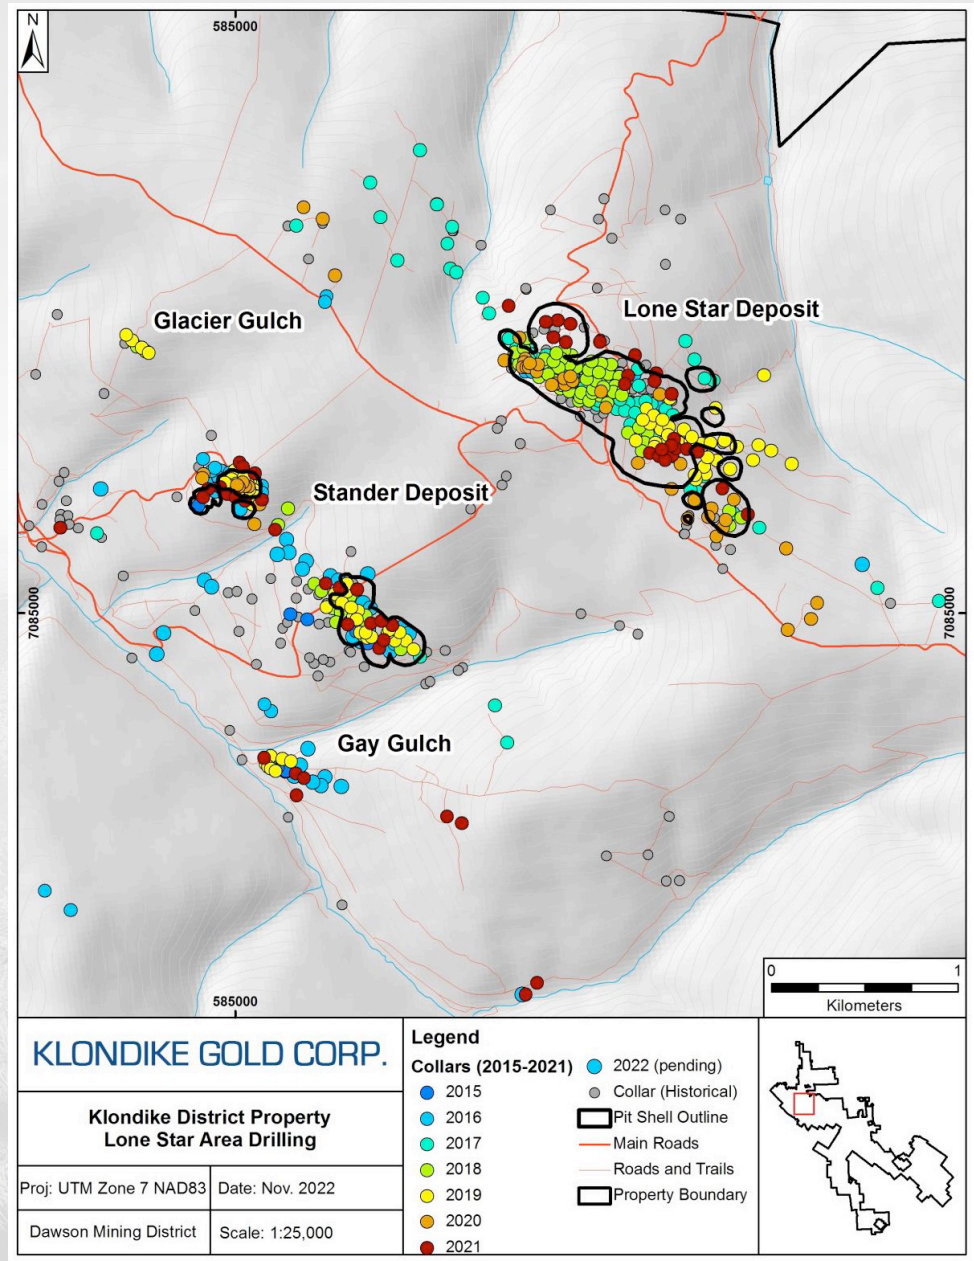 N
585000
Lone Star Deposit
Glacier Gulch
Stander Deposit
7085000
7085000
Gay Gulch
585000
0 1
Kilometers
KLONDIKE GOLD CORP.
Klondike District Property
Lone Star Area Drilling
Proj: UTM Zone 7 NAD83
Date: Nov. 2022
Dawson Mining District
Scale: 1:25,000
Legend
Collars (2015-2021)
2015
2016
2017
2018
2019
2020
2021
2022 (pending)
Collar (Historical)
Pit Shell Outline
Main Roads
Roads and Trails
Property Boundary